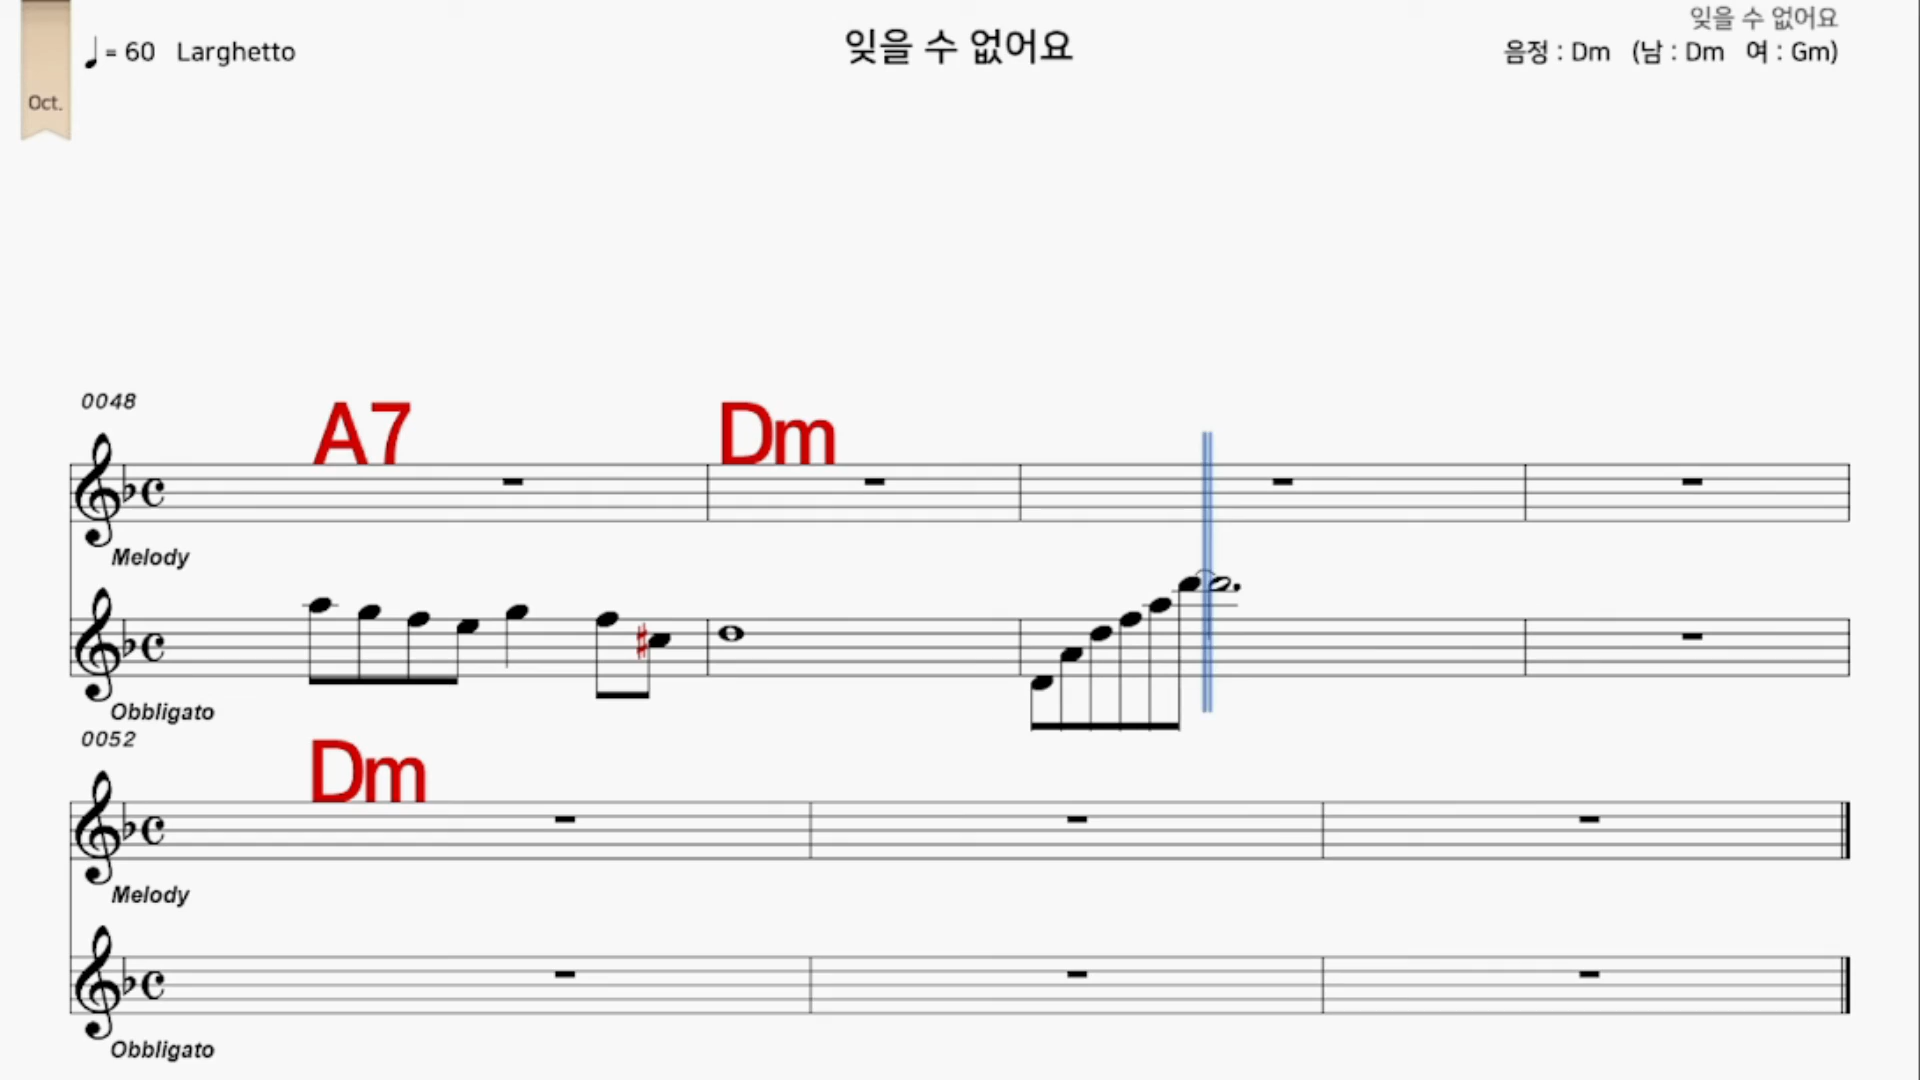 잊을 수 없어요
♩= 60 Larghetto
잊을 수 없어요
음정 : Dm (남 : Dm 여 : Gm)
Oct.
0048
A7 Dm
Melody
Obbligato
0052
Dm
Melody
Obbligato